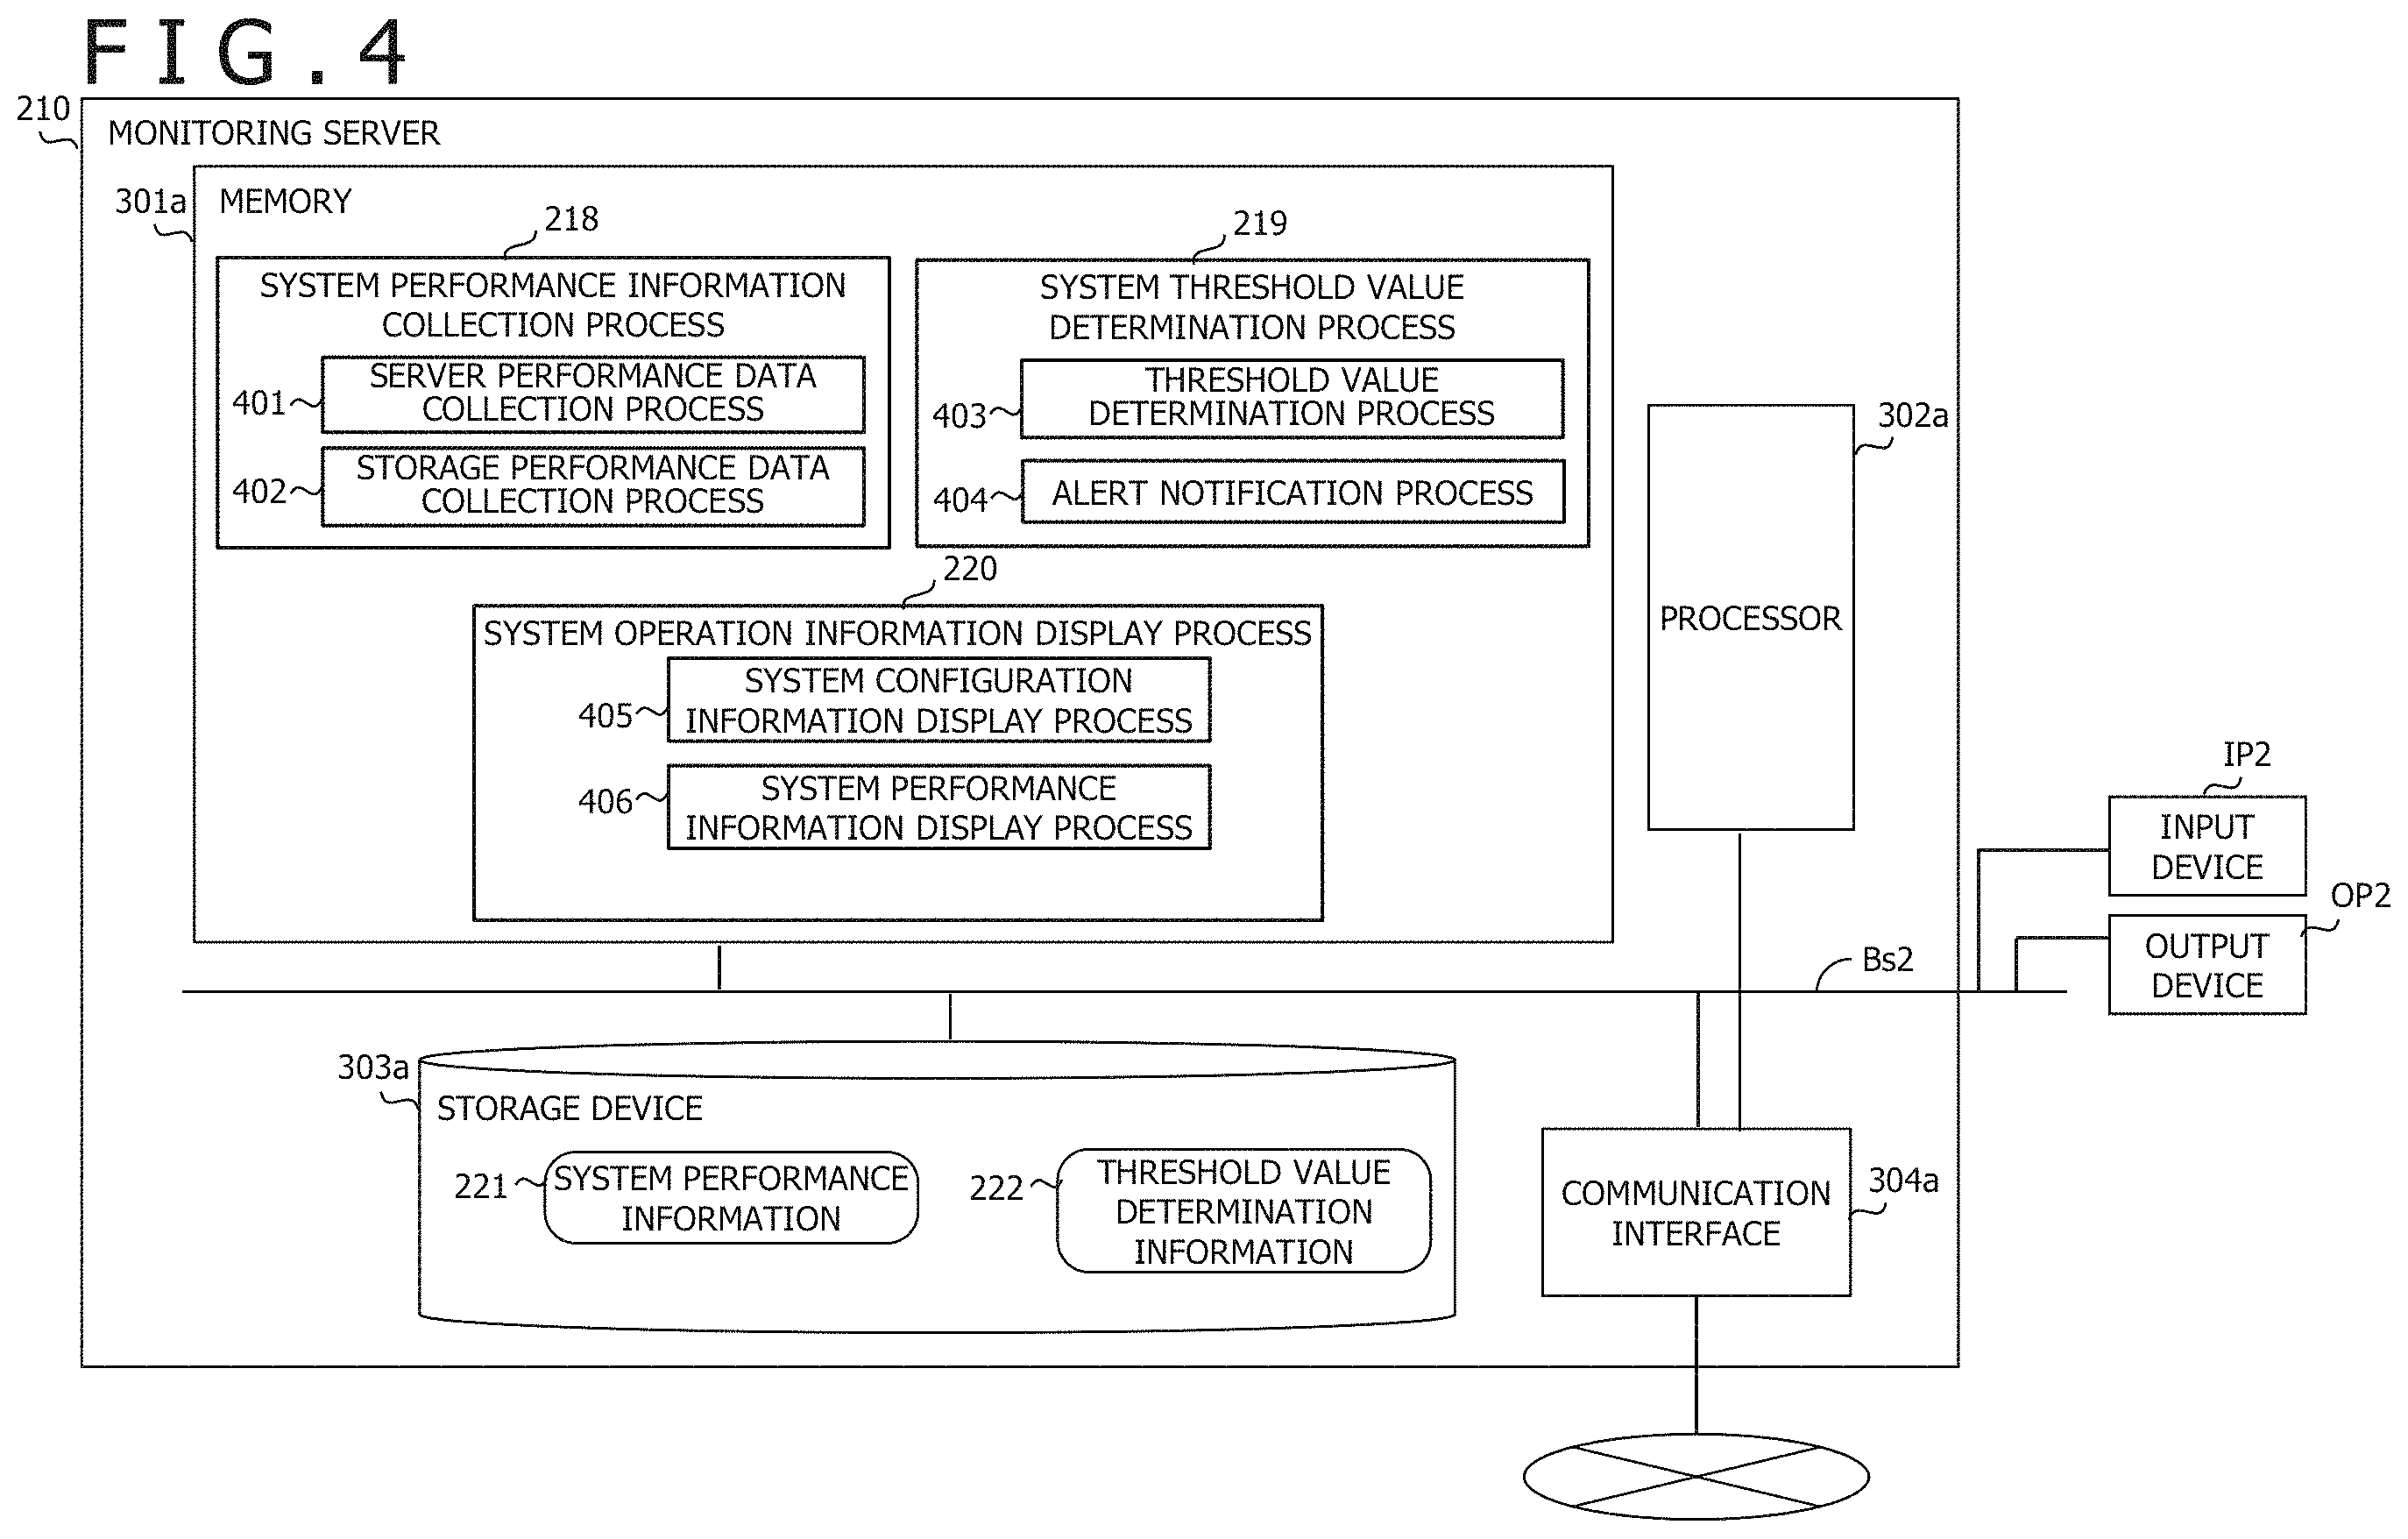 FIG.4
210
MONITORING SERVER
301a
MEMORY
218
SYSTEM PERFORMANCE INFORMATION
COLLECTION PROCESS
401
SERVER PERFORMANCE DATA
COLLECTION PROCESS
402
STORAGE PERFORMANCE DATA
COLLECTION PROCESS
219
SYSTEM THRESHOLD VALUE
DETERMINATION PROCESS
403
THRESHOLD VALUE
DETERMINATION PROCESS
404
ALERT NOTIFICATION PROCESS
220
SYSTEM OPERATION INFORMATION DISPLAY PROCESS
405
SYSTEM CONFIGURATION
INFORMATION DISPLAY PROCESS
406
SYSTEM PERFORMANCE
INFORMATION DISPLAY PROCESS
302a
PROCESSOR
IP2
INPUT
DEVICE
OP2
OUTPUT
DEVICE
Bs2
303a
STORAGE DEVICE
221
SYSTEM PERFORMANCE
INFORMATION
222
THRESHOLD VALUE
DETERMINATION
INFORMATION
304a
COMMUNICATION
INTERFACE